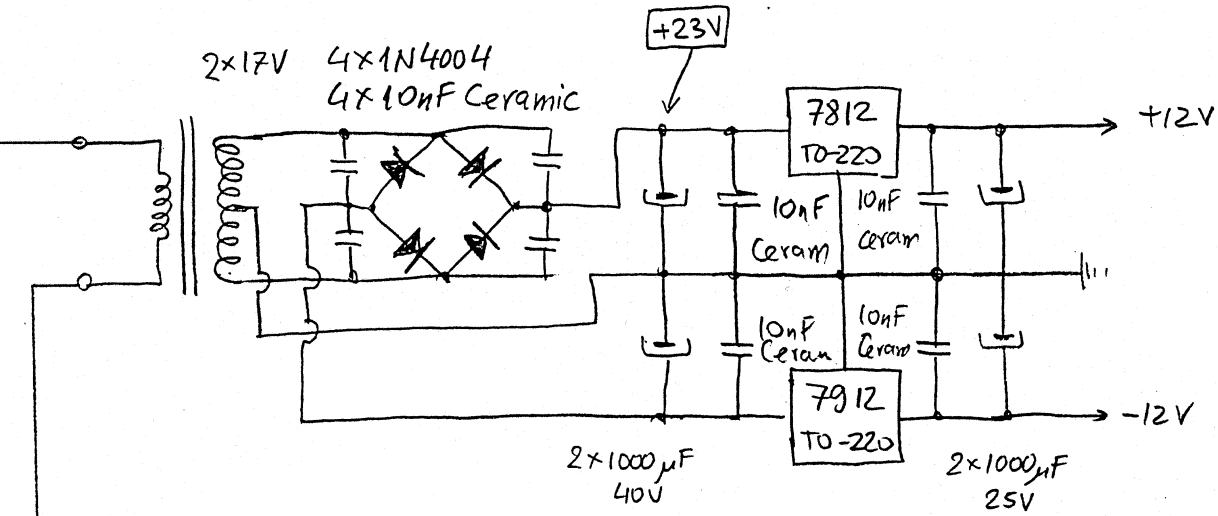 +23V
2×17V 4×1N4004
4×10nF Ceramic
7812
TO-220
+12V
10nF
Ceram
10nF
Ceram
10nF
Ceram
10nF
Ceram
7912
TO-220
-12V
2×1000µF
40V
2×1000µF
25V